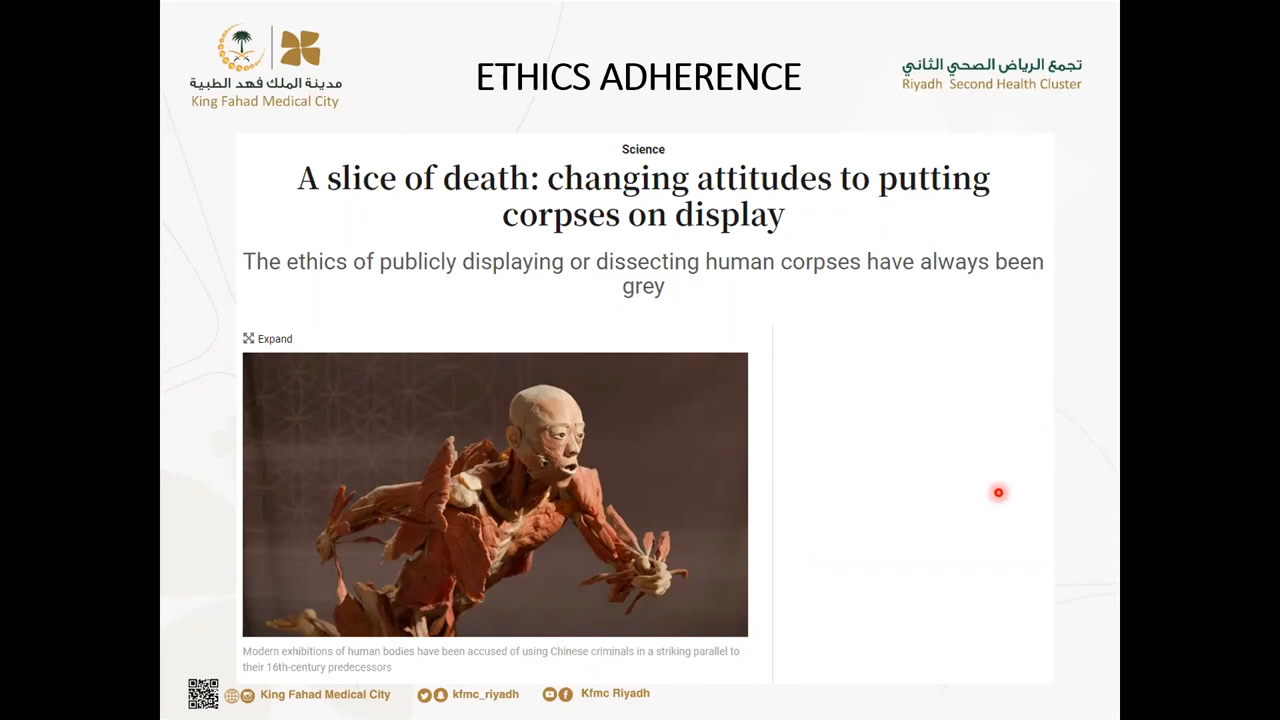 مدينة الملك فهد الطبية
King Fahad Medical City
ETHICS ADHERENCE
تجمع الرياض الصحي الثاني
Riyadh Second Health Cluster
Science
A slice of death: changing attitudes to putting
corpses on display
The ethics of publicly displaying or dissecting human corpses have always been
grey
Expand
Modern exhibitions of human bodies have been accused of using Chinese criminals in a striking parallel to
their 16th-century predecessors
King Fahad Medical City
kfmc_riyadh
Kfmc Riyadh